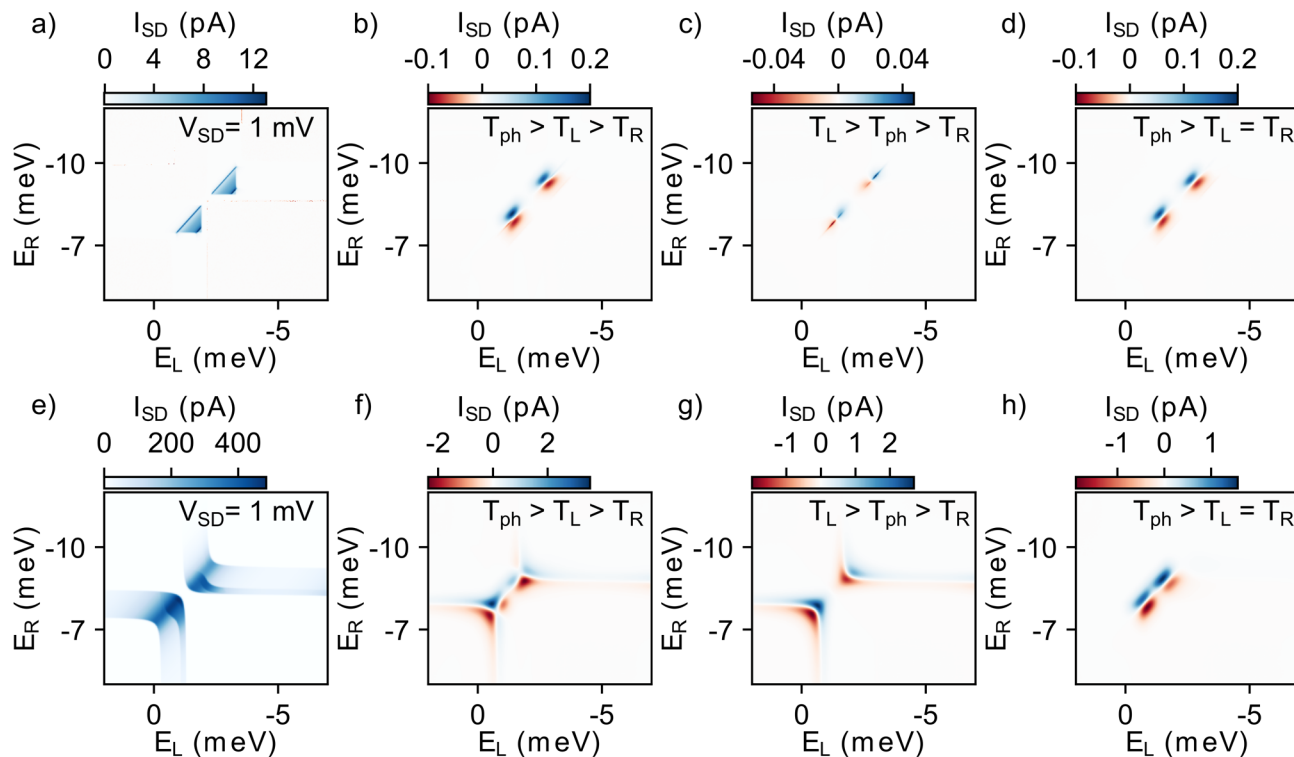 a) I_SD (pA) b) I_SD (pA) c) I_SD (pA) d) I_SD (pA)
0 4 8 12 -0.1 0 0.1 0.2 -0.04 0 0.04 -0.1 0 0.1 0.2
V_SD= 1 mV T_ph > T_L > T_R T_L > T_ph > T_R T_ph > T_L = T_R
-10 -10 -10 -10
E_R (meV) E_R (meV) E_R (meV) E_R (meV)
-7 -7 -7 -7
0 -5 0 -5 0 -5 0 -5
E_L (meV) E_L (meV) E_L (meV) E_L (meV)
e) I_SD (pA) f) I_SD (pA) g) I_SD (pA) h) I_SD (pA)
0 200 400 -2 0 2 -1 0 1 2 -1 0 1
V_SD= 1 mV T_ph > T_L > T_R T_L > T_ph > T_R T_ph > T_L = T_R
-10 -10 -10 -10
E_R (meV) E_R (meV) E_R (meV) E_R (meV)
-7 -7 -7 -7
0 -5 0 -5 0 -5 0 -5
E_L (meV) E_L (meV) E_L (meV) E_L (meV)